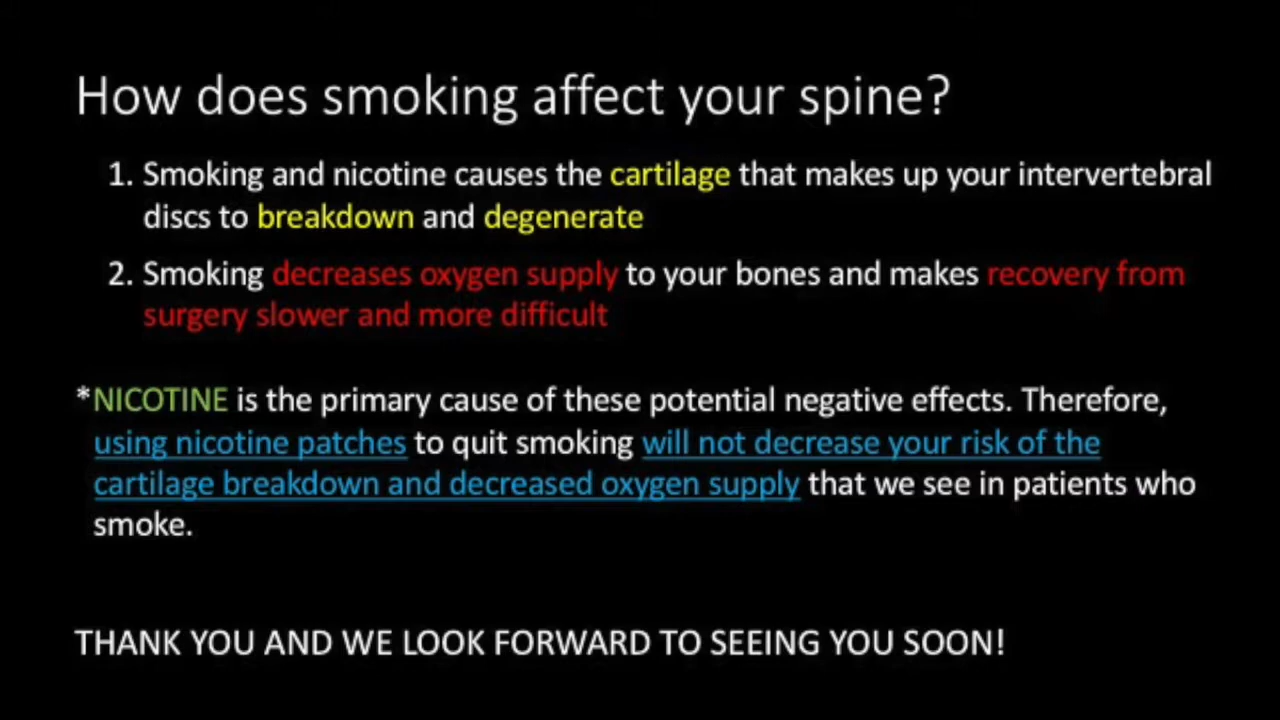 How does smoking affect your spine?
1. Smoking and nicotine causes the cartilage that makes up your intervertebral
discs to breakdown and degenerate
2. Smoking decreases oxygen supply to your bones and makes recovery from
surgery slower and more difficult
*NICOTINE is the primary cause of these potential negative effects. Therefore,
using nicotine patches to quit smoking will not decrease your risk of the
cartilage breakdown and decreased oxygen supply that we see in patients who
smoke.
THANK YOU AND WE LOOK FORWARD TO SEEING YOU SOON!